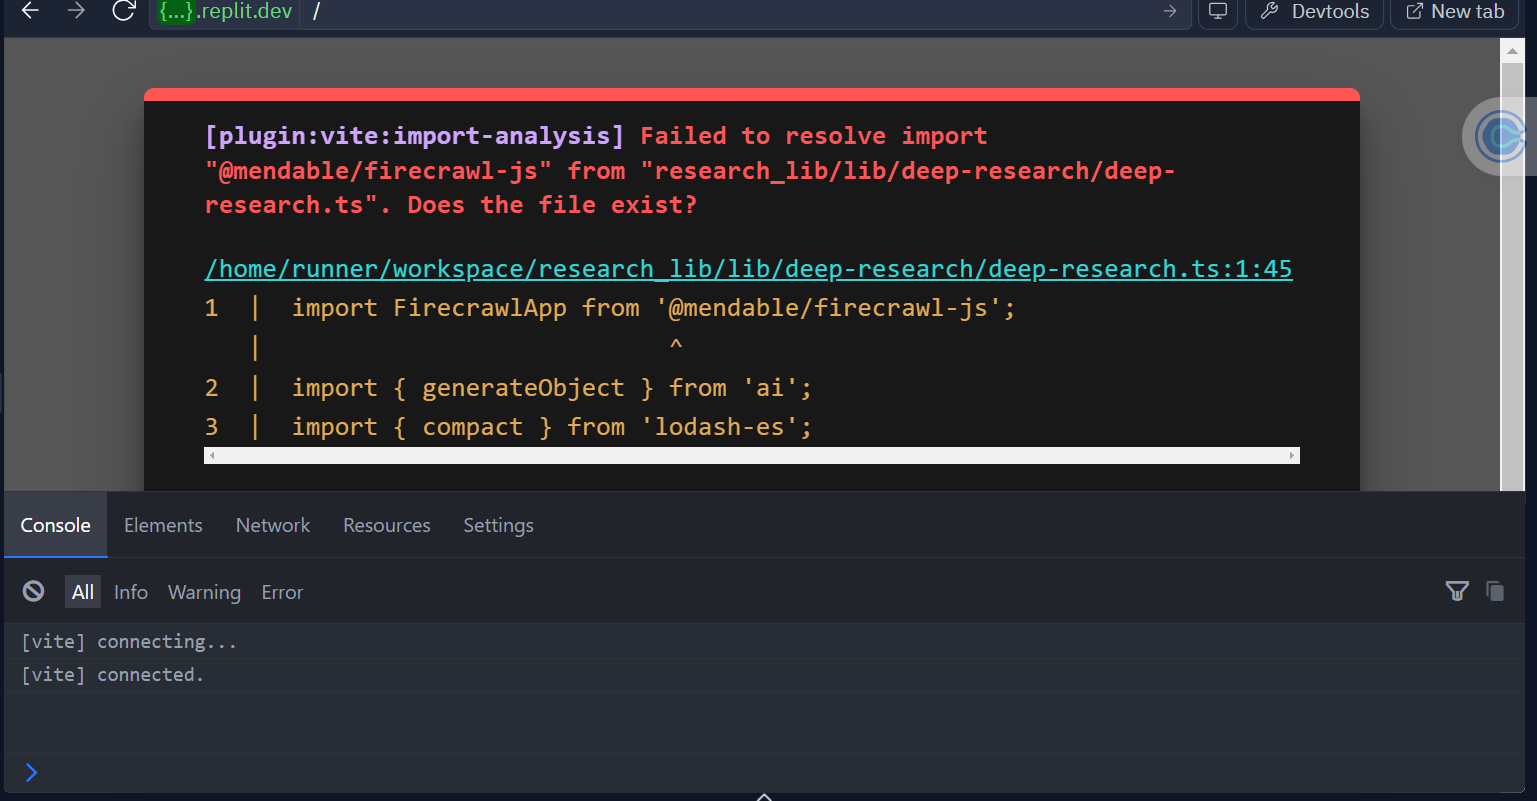 {...}.replit.dev / Devtools New tab
[plugin:vite:import-analysis] Failed to resolve import
"@mendable/firecrawl-js" from "research_lib/lib/deep-research/deep-
research.ts". Does the file exist?
/home/runner/workspace/research_lib/lib/deep-research/deep-research.ts:1:45
1  |  import FirecrawlApp from '@mendable/firecrawl-js';
   |                            ^
2  |  import { generateObject } from 'ai';
3  |  import { compact } from 'lodash-es';
Console Elements Network Resources Settings
All Info Warning Error
[vite] connecting...
[vite] connected.